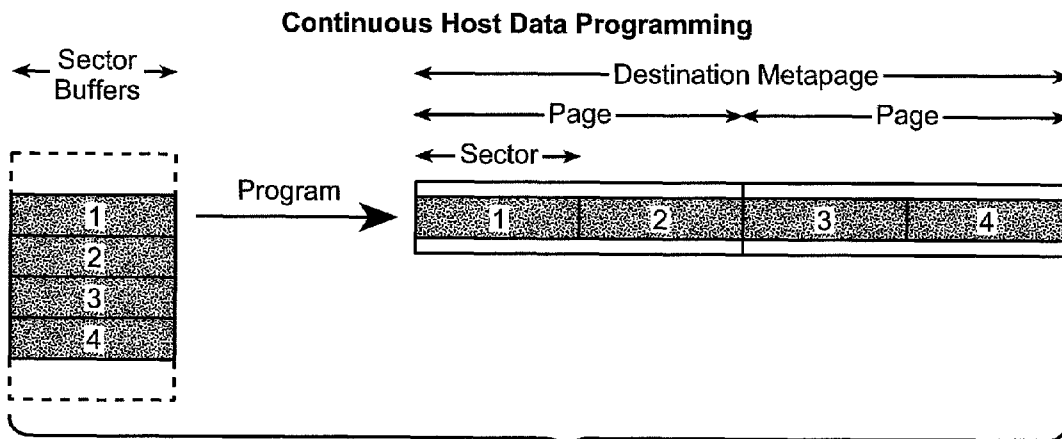 Continuous Host Data Programming
Sector
Buffers
Destination Metapage
Page
Page
Sector
Program
1
2
3
4
1
2
3
4